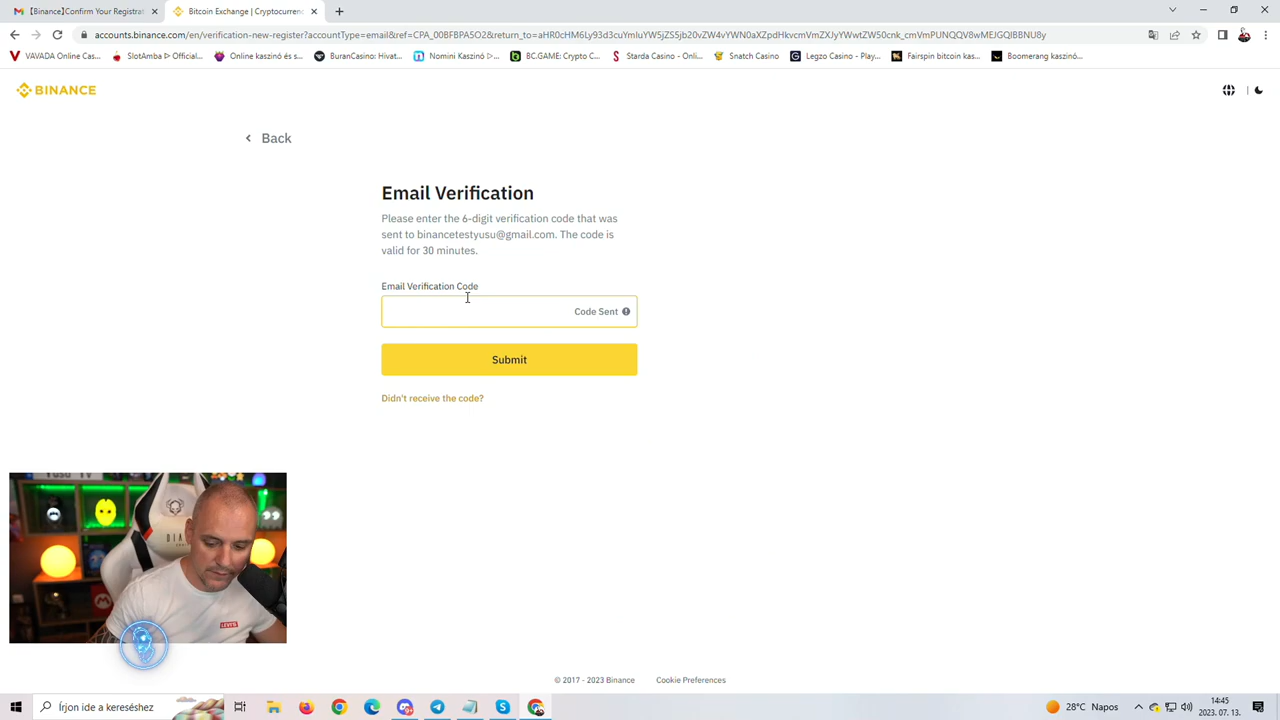 【Binance】Confirm Your Registrat
Bitcoin Exchange | Cryptocurrenc
accounts.binance.com/en/verification-new-register?accountType=email&ref=CPA_00BFBPA5O2&return_to=aHR0cHM6Ly93d3cuYmluYW5jZS5jb20vZW4vYWN0aXZpdHkvcmVmZXJyYWwtZW50cnk_cmVmPUNQQV8wMEJGQlBBNU8y
VAVADA Online Cas...
SlotAmba ᐉ Official...
Online kaszinó és s...
BuranCasino: Hivat...
Nomini Kaszinó ▷...
BC.GAME: Crypto C...
Starda Casino - Onli...
Snatch Casino
Legzo Casino - Play...
Fairspin bitcoin kas...
Boomerang kaszinó...
BINANCE
Back
Email Verification
Please enter the 6-digit verification code that was
sent to binancetestyusu@gmail.com. The code is
valid for 30 minutes.
Email Verification Code
Code Sent
Submit
Didn't receive the code?
LEVI'S
© 2017 - 2023 Binance
Cookie Preferences
Írjon ide a kereséshez
28°C Napos
14:45
2023. 07. 13.